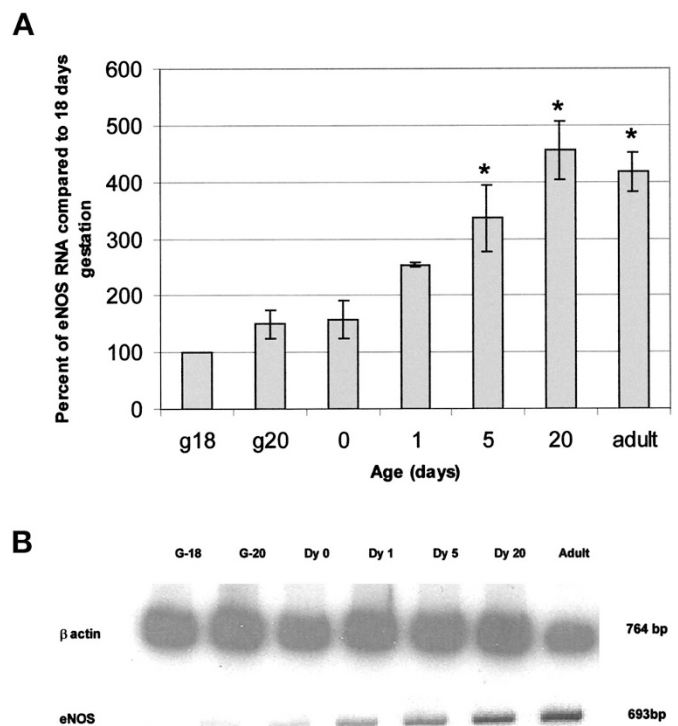 A
Percent of eNOS RNA compared to 18 days
gestation
600
500
400
300
200
100
0
* * *
g18 g20 0 1 5 20 adult
Age (days)
B
G-18 G-20 Dy 0 Dy 1 Dy 5 Dy 20 Adult
β actin 764 bp
eNOS 693bp